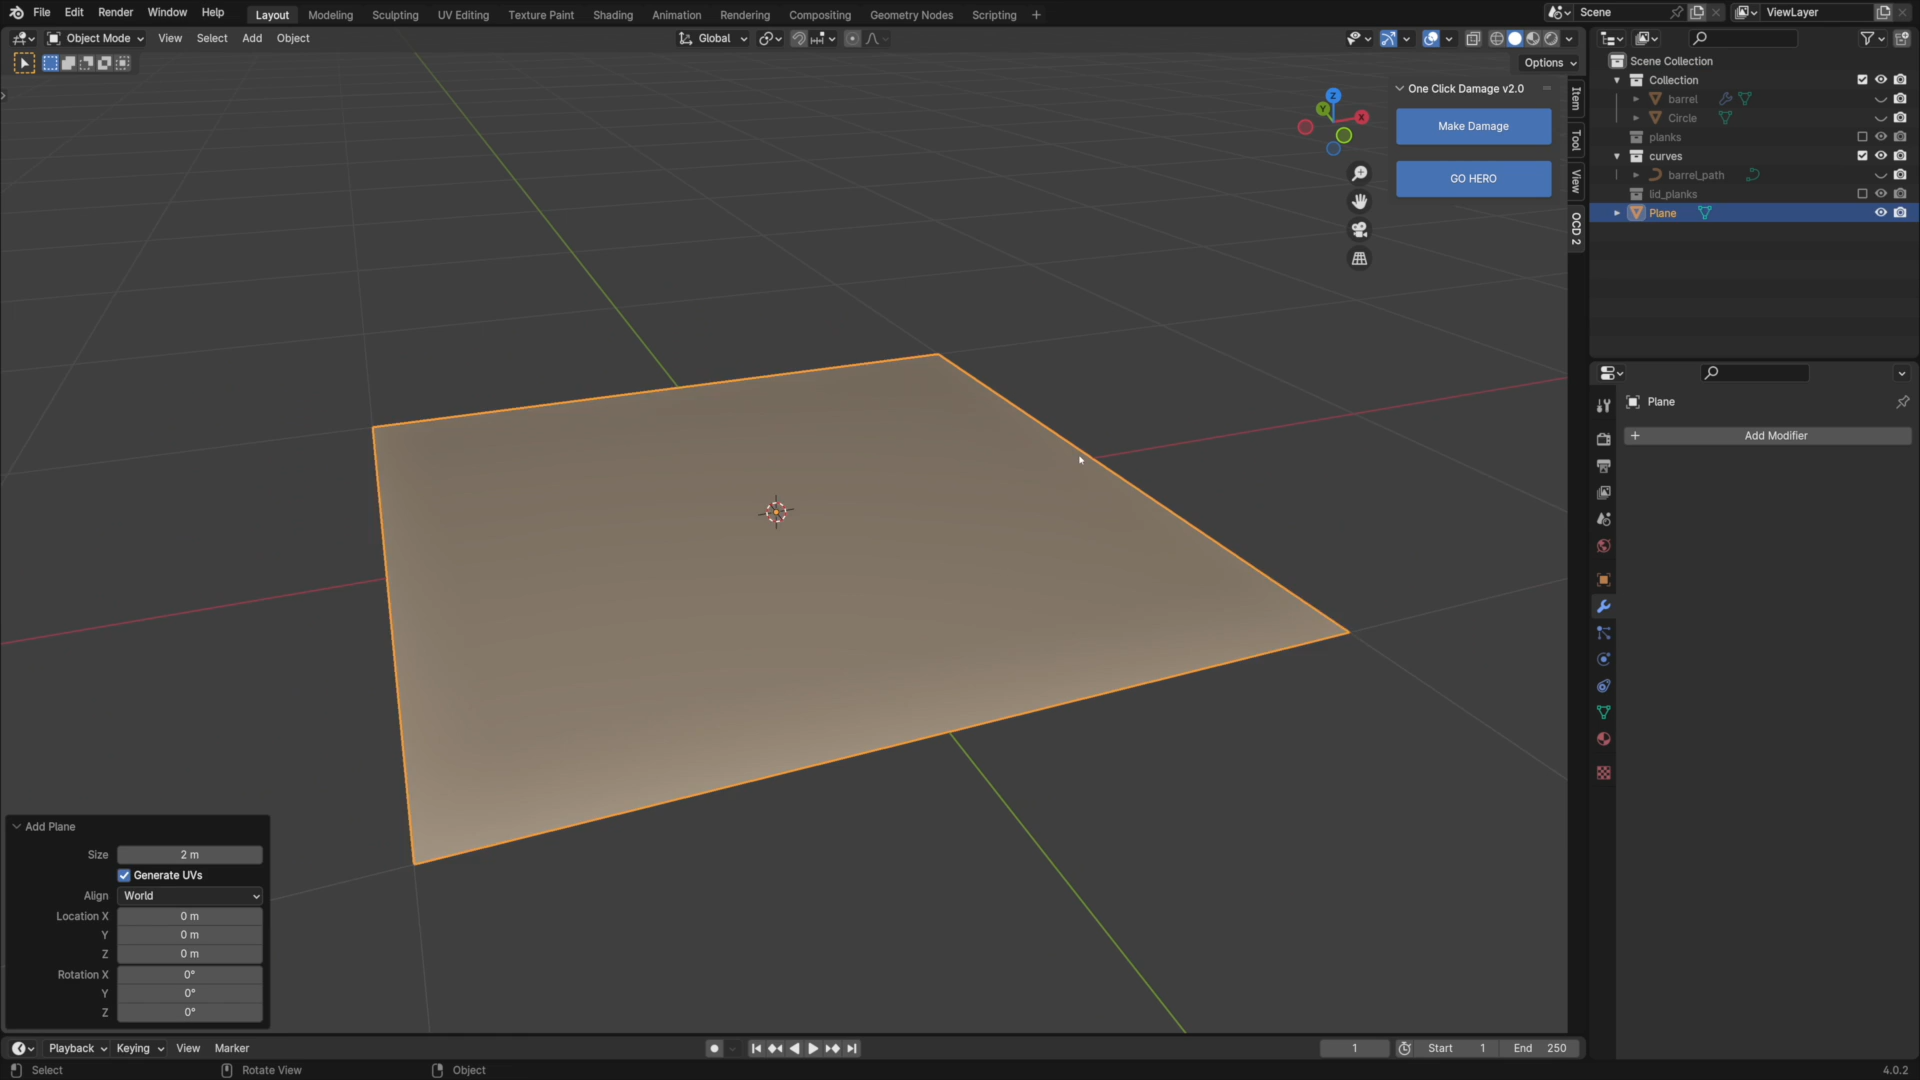 File Edit Render Window Help Layout Modeling Sculpting UV Editing Texture Paint Shading Animation Rendering Compositing Geometry Nodes Scripting + Scene ViewLayer
Object Mode View Select Add Object Global
Options
One Click Damage v2.0
Make Damage
GO HERO
Item
Tool
View
OCD 2
Z
Y
X
Scene Collection
Collection
barrel
Circle
planks
curves
barrel_path
lid_planks
Plane
Plane
+ Add Modifier
Add Plane
Size 2 m
Generate UVs
Align World
Location X 0 m
Y 0 m
Z 0 m
Rotation X 0°
Y 0°
Z 0°
Playback Keying View Marker 1 Start 1 End 250
Select Rotate View Object 4.0.2